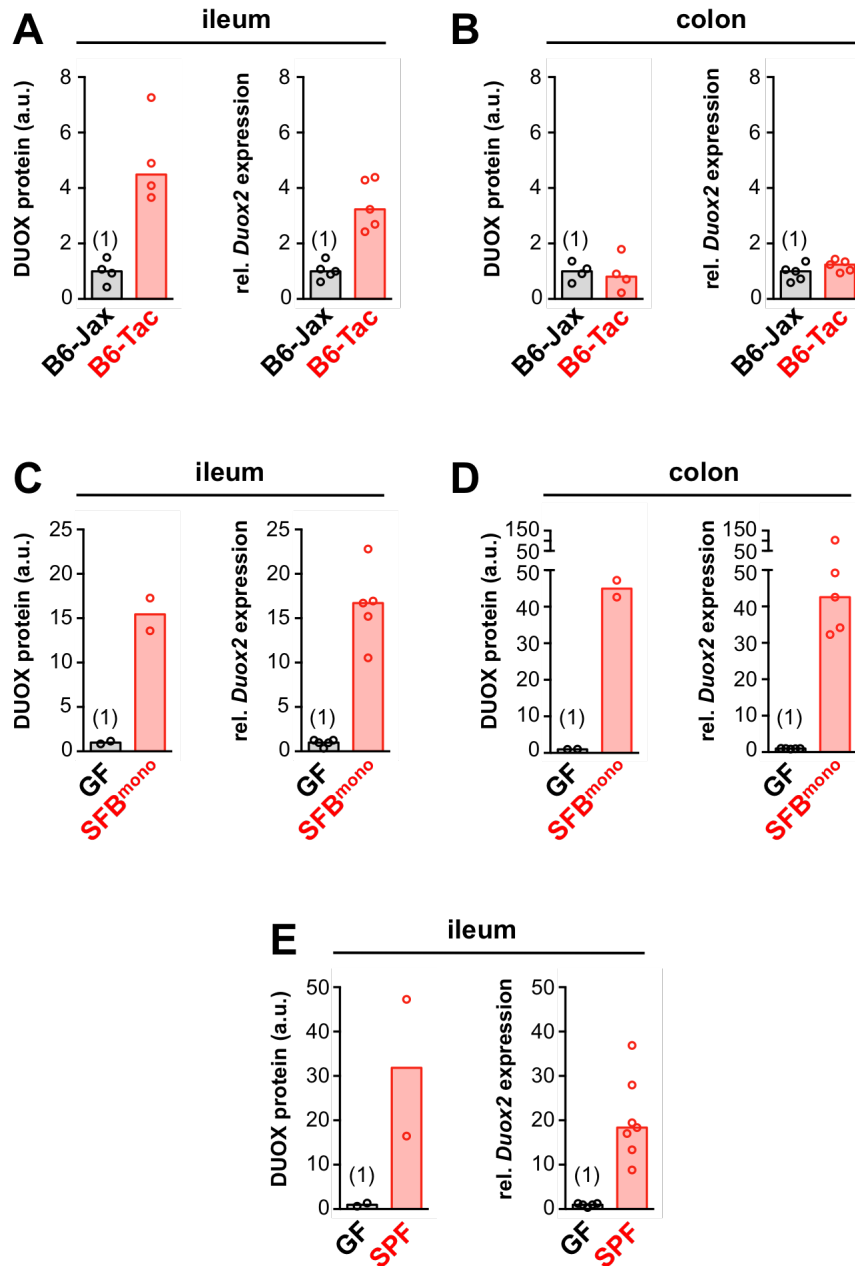 A
ileum
DUOX protein (a.u.)
8
6
4
2
0
(1)
B6-Jax
B6-Tac
rel. Duox2 expression
8
6
4
2
0
(1)
B6-Jax
B6-Tac
B
colon
DUOX protein (a.u.)
8
6
4
2
0
(1)
B6-Jax
B6-Tac
rel. Duox2 expression
8
6
4
2
0
(1)
B6-Jax
B6-Tac
C
ileum
DUOX protein (a.u.)
25
20
15
10
5
0
(1)
GF
SFBmono
rel. Duox2 expression
25
20
15
10
5
0
(1)
GF
SFBmono
D
colon
DUOX protein (a.u.)
150
100
50
50
40
30
20
10
0
(1)
GF
SFBmono
rel. Duox2 expression
150
100
50
50
40
30
20
10
0
(1)
GF
SFBmono
E
ileum
DUOX protein (a.u.)
50
40
30
20
10
0
(1)
GF
SPF
rel. Duox2 expression
50
40
30
20
10
0
(1)
GF
SPF